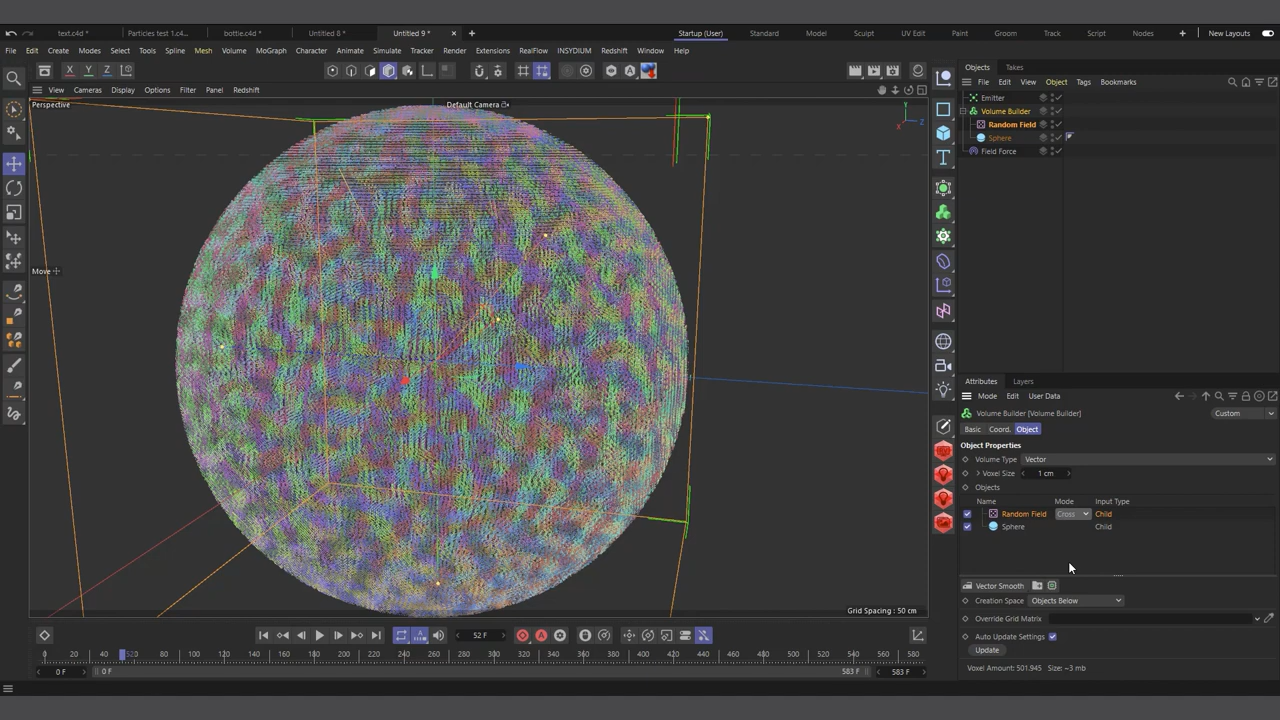 text.c4d * Particles test 1.c4... bottle.c4d * Untitled 8 * Untitled 9 * Startup (User) Standard Model Sculpt UV Edit Paint Groom Track Script Nodes New Layouts
File Edit Create Modes Select Tools Spline Mesh Volume MoGraph Character Animate Simulate Tracker Render Extensions RealFlow INSYDIUM Redshift Window Help
X Y Z
Objects Takes
File Edit View Object Tags Bookmarks
View Cameras Display Options Filter Panel Redshift
Perspective
Default Camera
Y
X Z
Emitter
Volume Builder
Random Field
Sphere
Field Force
Move
Attributes Layers
Mode Edit User Data
Volume Builder [Volume Builder] Custom
Basic Coord. Object
Object Properties
Volume Type Vector
Voxel Size 1 cm
Objects
Name Mode Input Type
Random Field Cross Child
Sphere Child
Vector Smooth
Creation Space Objects Below
Override Grid Matrix
Auto Update Settings
Update
Voxel Amount: 501.945 Size: ~3 mb
Grid Spacing : 50 cm
52 F
0 20 40 520 80 100 120 140 160 180 200 220 240 260 280 300 320 340 360 380 400 420 440 460 480 500 520 540 560 580
0 F 0 F 583 F 583 F